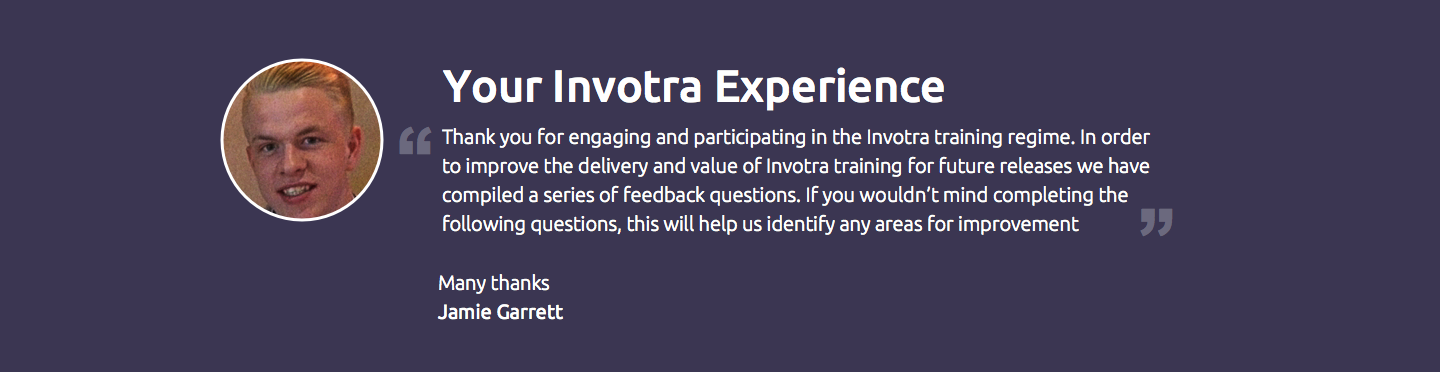 Your Invotra Experience
“ Thank you for engaging and participating in the Invotra training regime. In order
to improve the delivery and value of Invotra training for future releases we have
compiled a series of feedback questions. If you wouldn’t mind completing the
following questions, this will help us identify any areas for improvement ”
Many thanks
Jamie Garrett